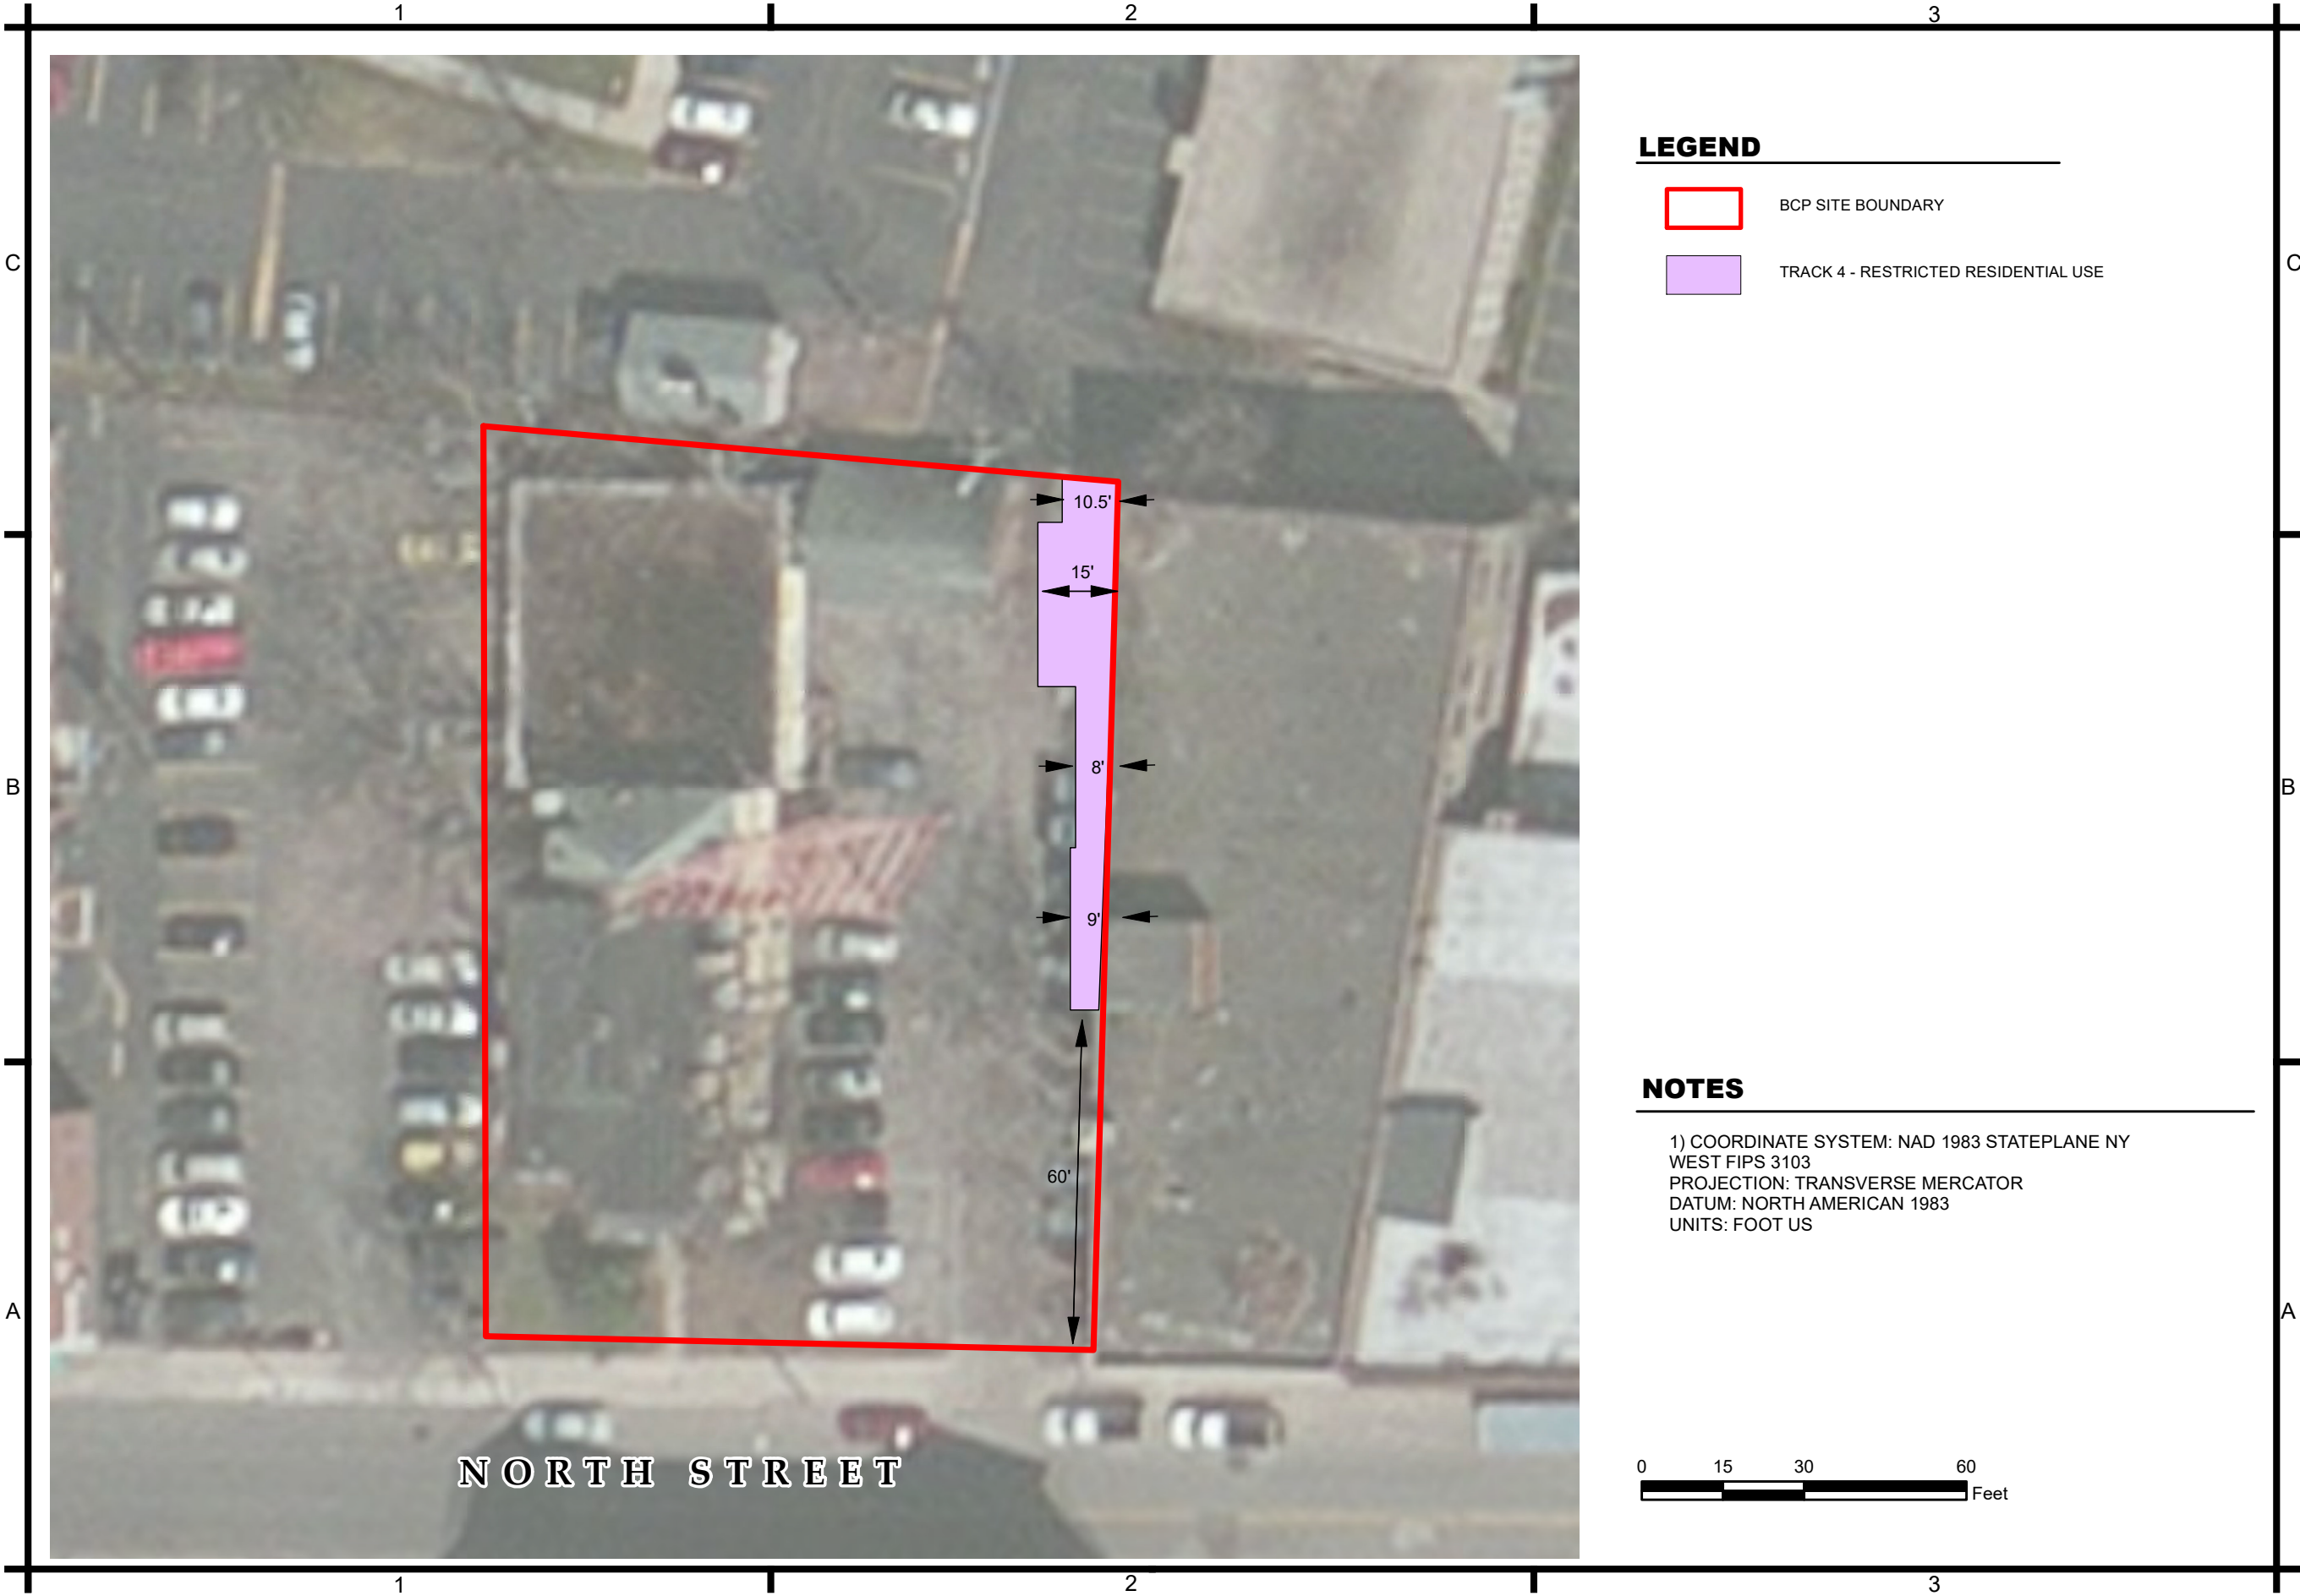 1 2 3
LEGEND
BCP SITE BOUNDARY
TRACK 4 - RESTRICTED RESIDENTIAL USE
C C
10.5'
15'
8'
B B
9'
60'
NOTES
1) COORDINATE SYSTEM: NAD 1983 STATEPLANE NY
WEST FIPS 3103
PROJECTION: TRANSVERSE MERCATOR
DATUM: NORTH AMERICAN 1983
UNITS: FOOT US
A A
NORTH STREET
0 15 30 60
Feet
1 2 3